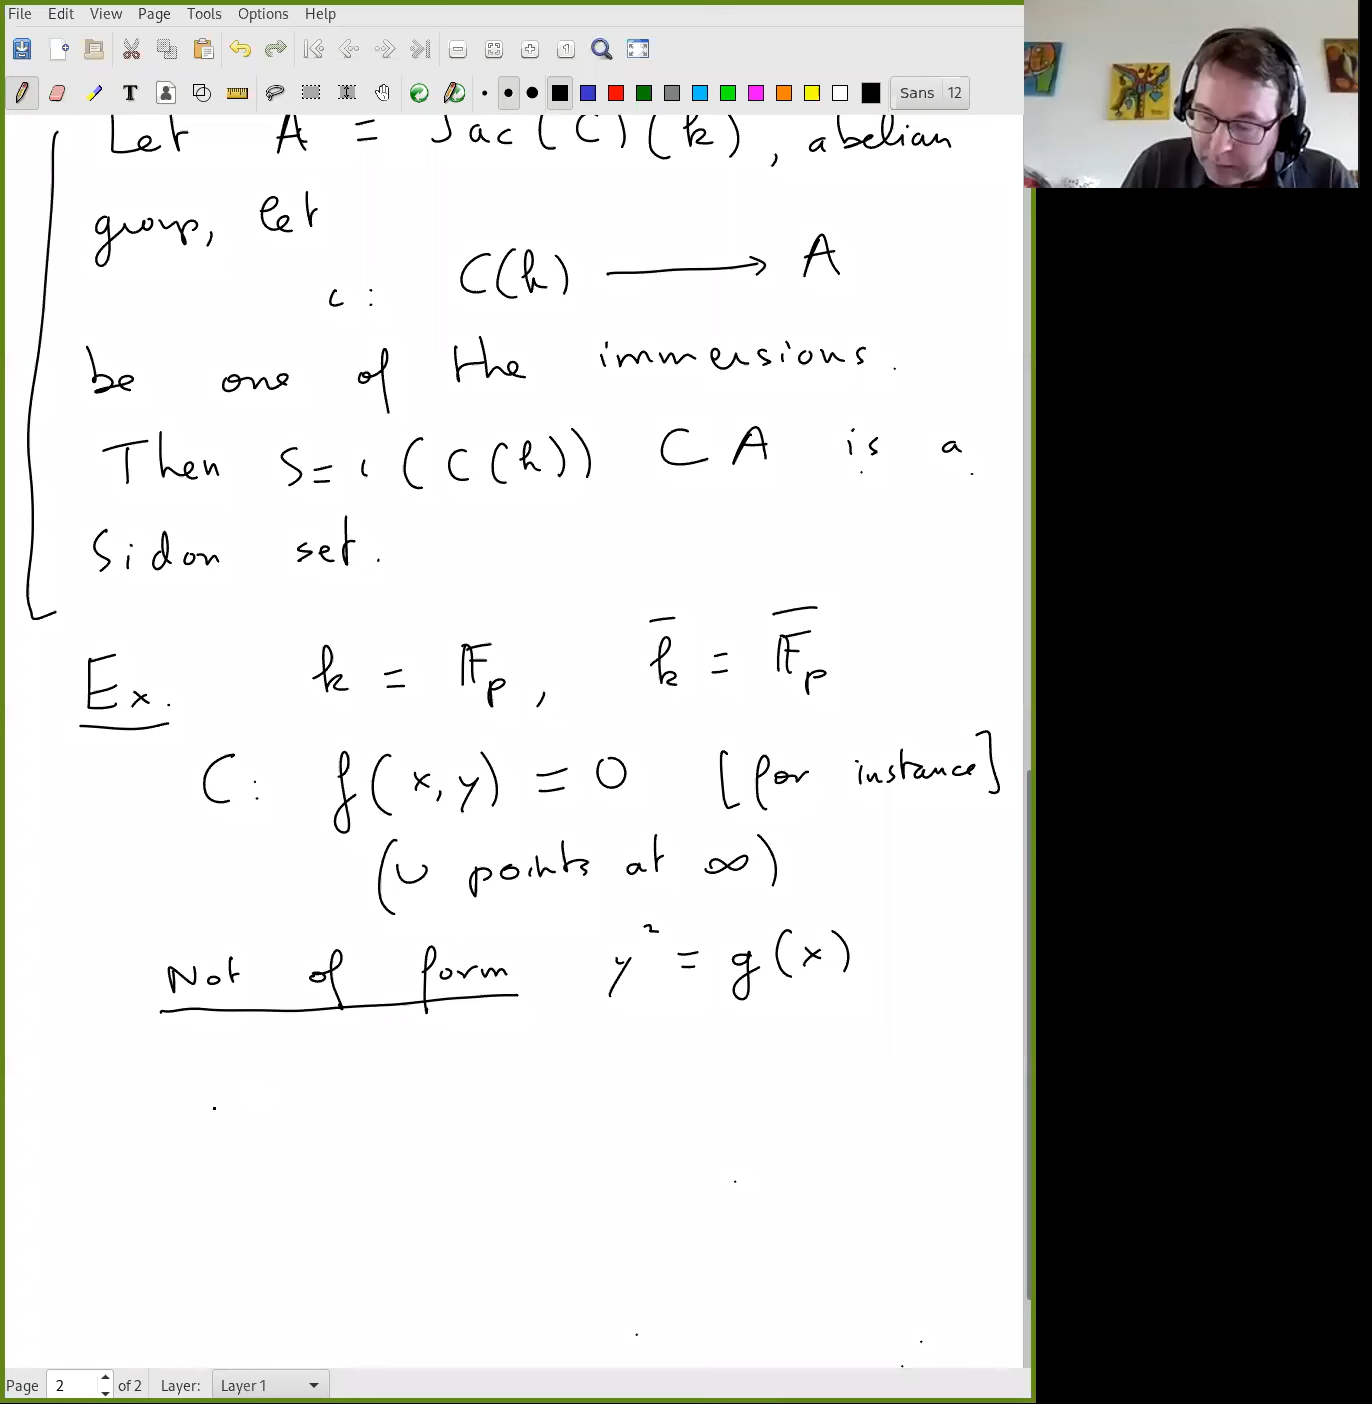 File Edit View Page Tools Options Help
Sans 12
Let A = Jac(C)(k), abelian
group, let
ι : C(k) ⟶ A
be one of the immersions.
Then S = ι(C(k)) ⊂ A is a
Sidon set.
Ex. k = 𝔽_p, k̅ = 𝔽̅_p
C: f(x,y) = 0 [for instance]
(∪ points at ∞)
Not of form y² = g(x)
Page 2 of 2 Layer: Layer 1